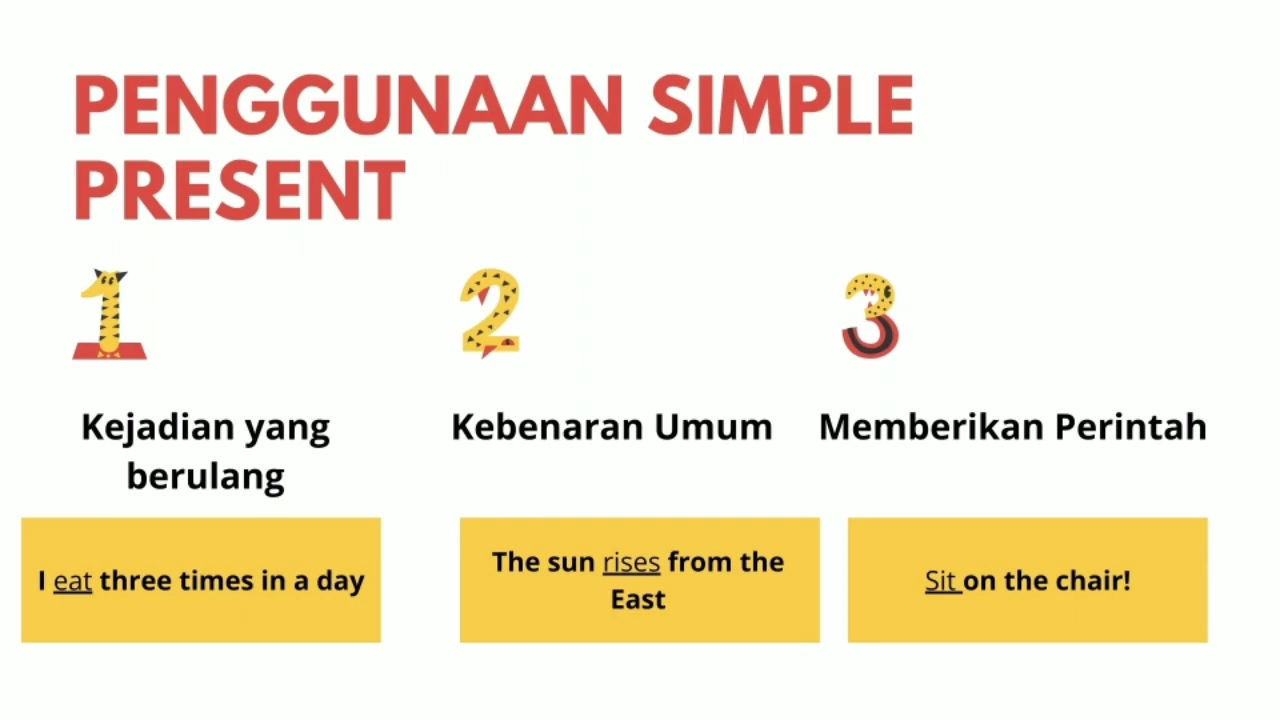 PENGGUNAAN SIMPLE
PRESENT
1
Kejadian yang
berulang
I eat three times in a day
2
Kebenaran Umum
The sun rises from the
East
3
Memberikan Perintah
Sit on the chair!